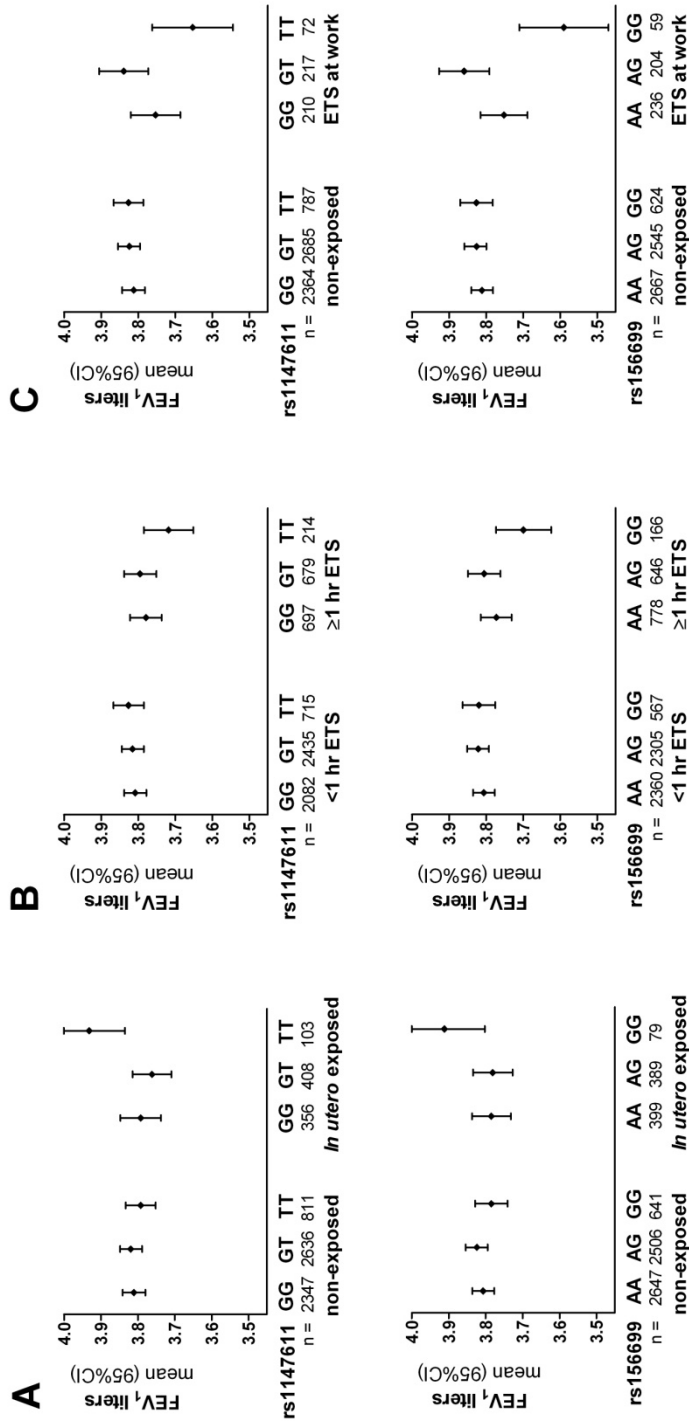 A
4.0
3.9
3.8
3.7
3.6
3.5
FEV1 liters
mean (95%CI)
rs1147611 GG GT TT GG GT TT
n = 2347 2636 811 356 408 103
non-exposed In utero exposed
4.0
3.9
3.8
3.7
3.6
3.5
FEV1 liters
mean (95%CI)
rs156699 AA AG GG AA AG GG
n = 2647 2506 641 399 389 79
non-exposed In utero exposed
B
4.0
3.9
3.8
3.7
3.6
3.5
FEV1 liters
mean (95%CI)
rs1147611 GG GT TT GG GT TT
n = 2082 2435 715 697 679 214
<1 hr ETS ≥1 hr ETS
4.0
3.9
3.8
3.7
3.6
3.5
FEV1 liters
mean (95%CI)
rs156699 AA AG GG AA AG GG
n = 2360 2305 567 778 646 166
<1 hr ETS ≥1 hr ETS
C
4.0
3.9
3.8
3.7
3.6
3.5
FEV1 liters
mean (95%CI)
rs1147611 GG GT TT GG GT TT
n = 2364 2685 787 210 217 72
non-exposed ETS at work
4.0
3.9
3.8
3.7
3.6
3.5
FEV1 liters
mean (95%CI)
rs156699 AA AG GG AA AG GG
n = 2667 2545 624 236 204 59
non-exposed ETS at work